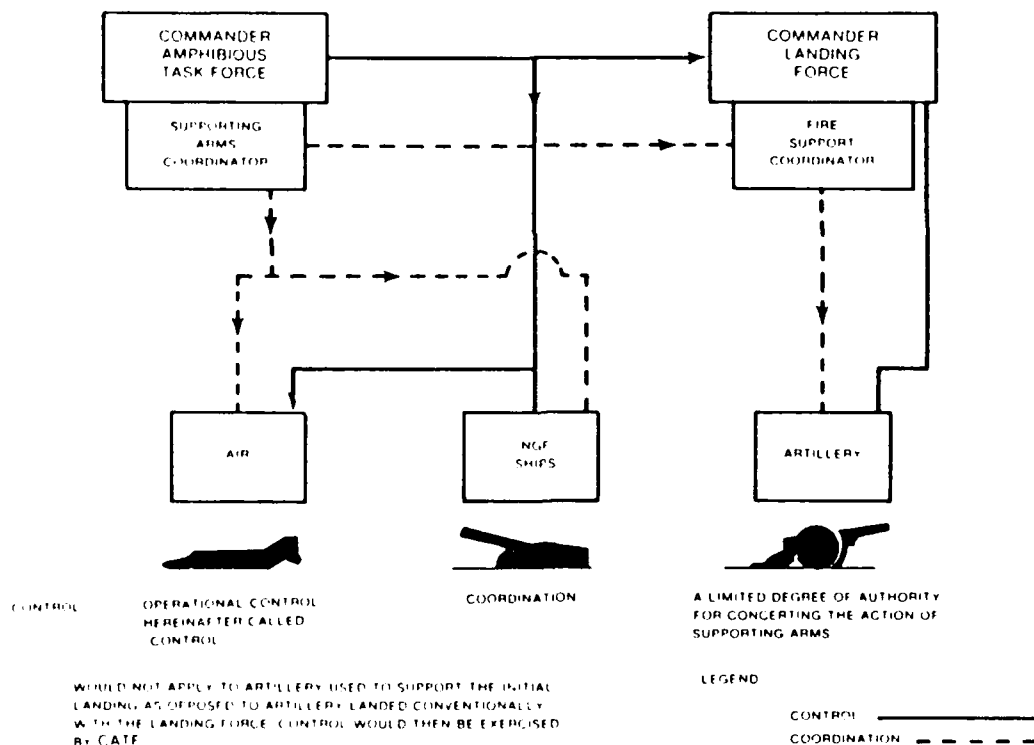 COMMANDER
AMPHIBIOUS
TASK FORCE
COMMANDER
LANDING
FORCE
SUPPORTING
ARMS
COORDINATOR
FIRE
SUPPORT
COORDINATOR
AIR
NGF
SHIPS
ARTILLERY
CONTROL
OPERATIONAL CONTROL
HEREINAFTER CALLED
CONTROL
COORDINATION
A LIMITED DEGREE OF AUTHORITY
FOR CONCERTING THE ACTION OF
SUPPORTING ARMS
WOULD NOT APPLY TO ARTILLERY USED TO SUPPORT THE INITIAL
LANDING AS OPPOSED TO ARTILLERY LANDED CONVENTIONALLY
WITH THE LANDING FORCE CONTROL WOULD THEN BE EXERCISED
BY CATF
LEGEND
CONTROL
COORDINATION